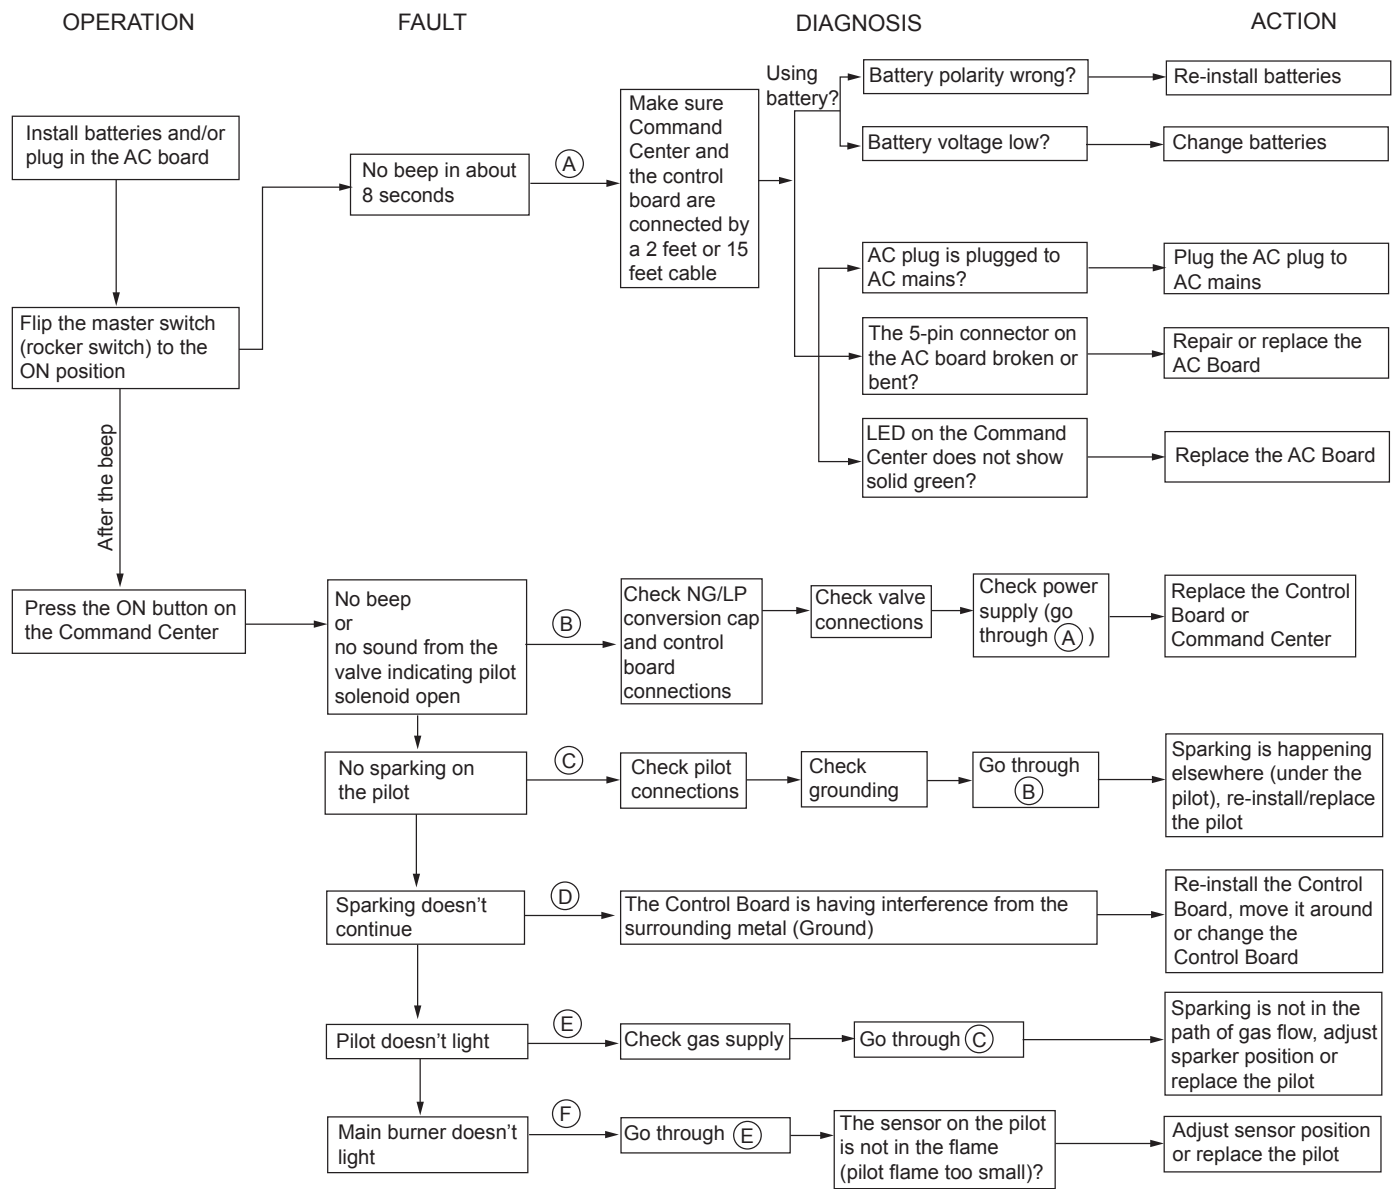 OPERATION
FAULT
DIAGNOSIS
ACTION
Install batteries and/or
plug in the AC board
Flip the master switch
(rocker switch) to the
ON position
After the beep
No beep in about
8 seconds
A
Make sure
Command
Center and
the control
board are
connected by
a 2 feet or 15
feet cable
Using
battery?
Battery polarity wrong?
Re-install batteries
Battery voltage low?
Change batteries
AC plug is plugged to
AC mains?
Plug the AC plug to
AC mains
The 5-pin connector on
the AC board broken or
bent?
Repair or replace the
AC Board
LED on the Command
Center does not show
solid green?
Replace the AC Board
Press the ON button on
the Command Center
No beep
or
no sound from the
valve indicating pilot
solenoid open
B
Check NG/LP
conversion cap
and control
board
connections
Check valve
connections
Check power
supply (go
through A )
Replace the Control
Board or
Command Center
No sparking on
the pilot
C
Check pilot
connections
Check
grounding
Go through
B
Sparking is happening
elsewhere (under the
pilot), re-install/replace
the pilot
Sparking doesn't
continue
D
The Control Board is having interference from the
surrounding metal (Ground)
Re-install the Control
Board, move it around
or change the
Control Board
Pilot doesn't light
E
Check gas supply
Go through C
Sparking is not in the
path of gas flow, adjust
sparker position or
replace the pilot
Main burner doesn't
light
F
Go through E
The sensor on the pilot
is not in the flame
(pilot flame too small)?
Adjust sensor position
or replace the pilot